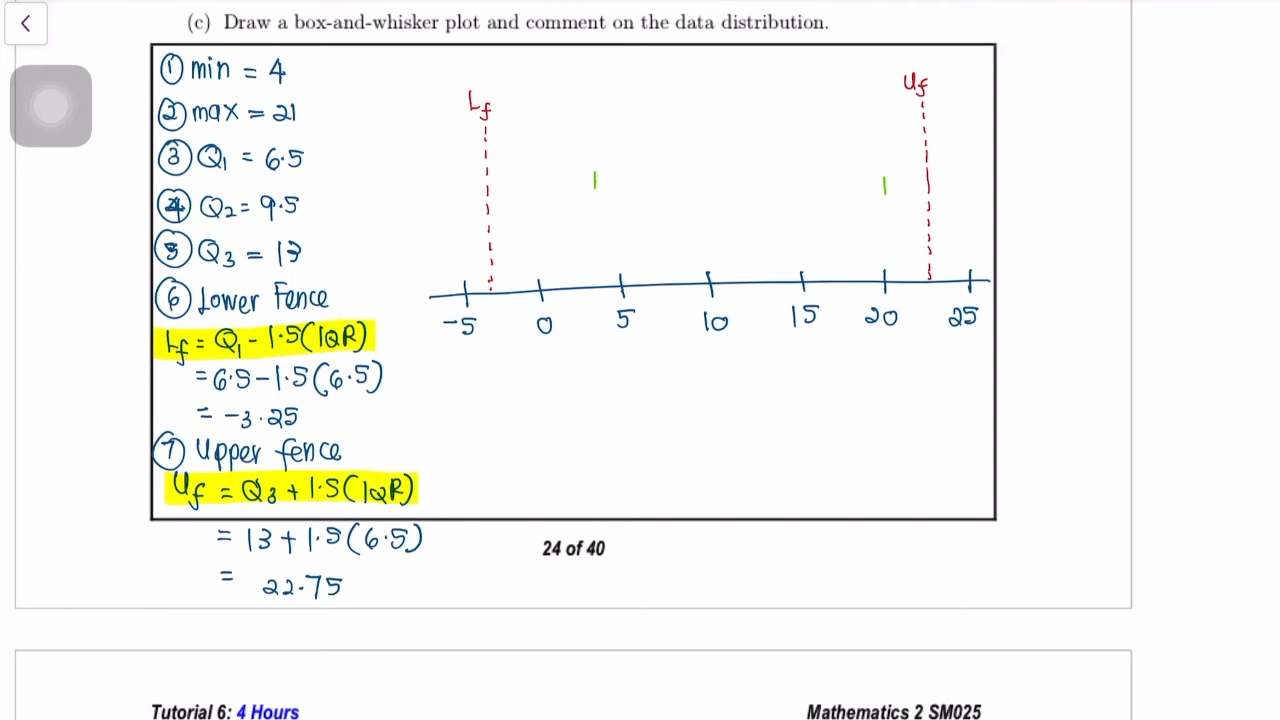 (c) Draw a box-and-whisker plot and comment on the data distribution.
① min = 4
② max = 21
③ Q₁ = 6.5
④ Q₂ = 9.5
⑤ Q₃ = 13
⑥ Lower Fence
Lf = Q₁ - 1.5(IQR)
= 6.5 - 1.5(6.5)
= -3.25
⑦ Upper fence
Uf = Q₃ + 1.5(IQR)
= 13 + 1.5(6.5)
= 22.75
Lf
Uf
-5 0 5 10 15 20 25
24 of 40
Tutorial 6: 4 Hours
Mathematics 2 SM025